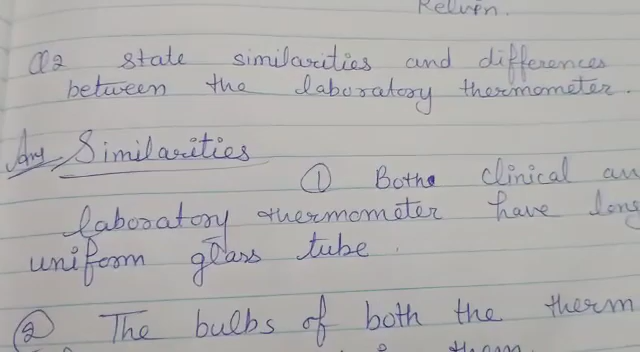 Kelvin.
Q2 state similarities and differences
between the laboratory thermometer.
Ans Similarities
① Both clinical an
laboratory thermometer have long
uniform glass tube.
② The bulbs of both the therm